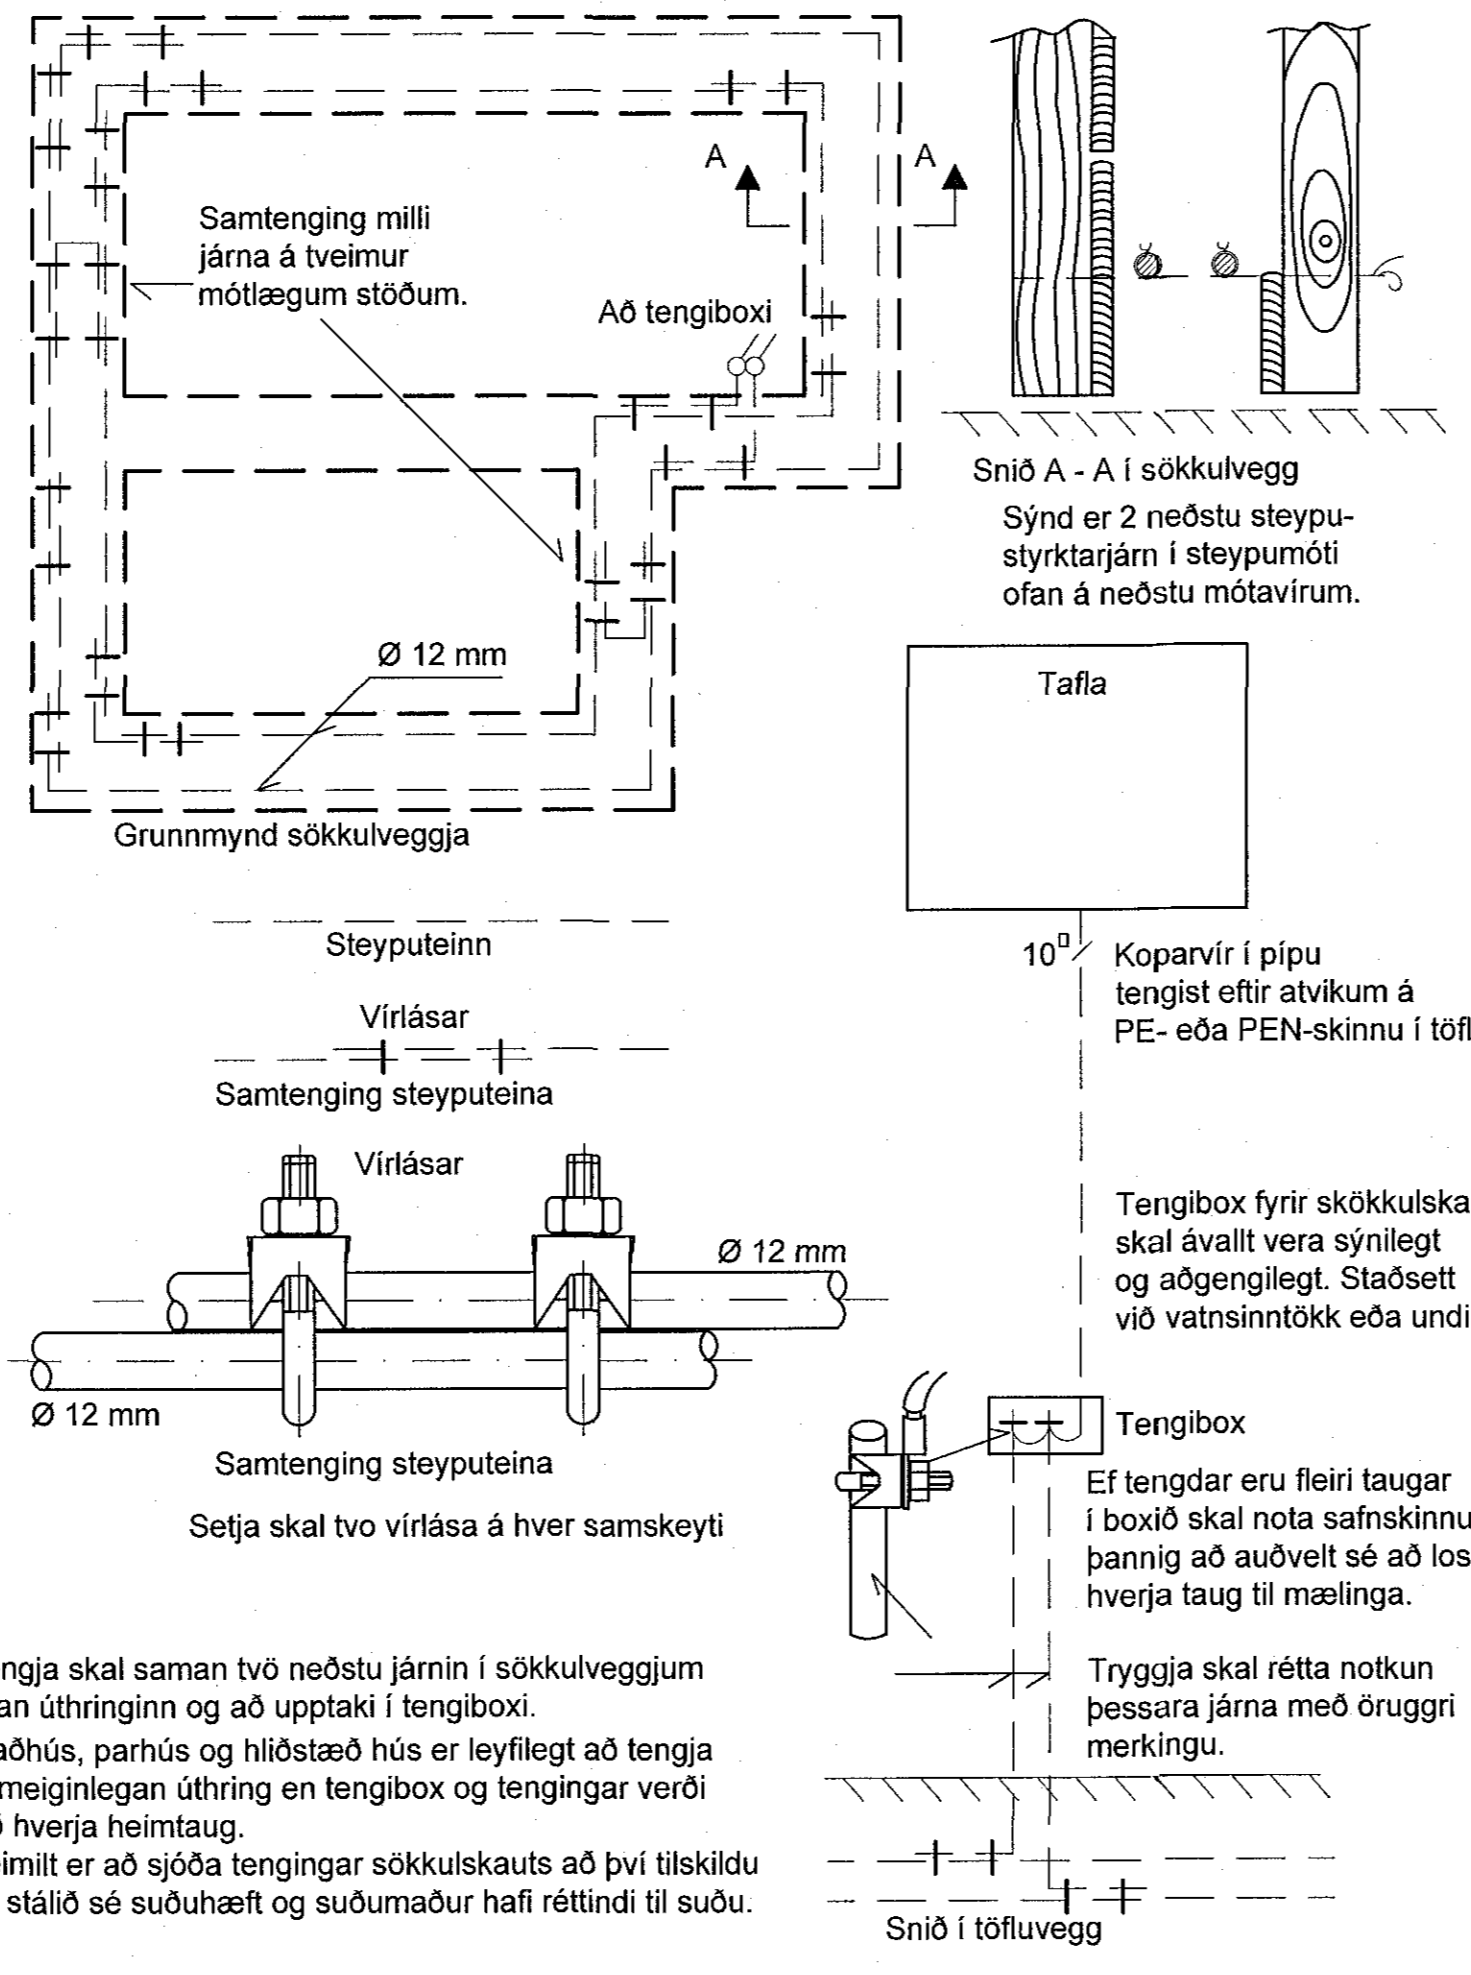 A
A
Samtenging milli
járna á tveimur
mótlægum stöðum.
Að tengiboxi
Ø 12 mm
Grunnmynd sökkulveggja
Snið A - A í sökkulvegg
Sýnd er 2 neðstu steypu-
styrktarjárn í steypumóti
ofan á neðstu mótavírum.
Steyputeinn
Vírlásar
Samtenging steyputeina
Vírlásar
Ø 12 mm
Ø 12 mm
Samtenging steyputeina
Setja skal tvo vírlása á hver samskeyti
Tafla
10
Koparvír í pípu
tengist eftir atvikum á
PE- eða PEN-skinnu í töfl
Tengibox fyrir skökkulska
skal ávallt vera sýnilegt
og aðgengilegt. Staðsett
við vatnsinntökk eða undi
Tengibox
Ef tengdar eru fleiri taugar
í boxið skal nota safnskinnu
þannig að auðvelt sé að los
hverja taug til mælinga.
Tryggja skal rétta notkun
þessara járna með öruggri
merkingu.
Snið í töfluvegg
ngja skal saman tvö neðstu járnin í sökkulveggjum
an úthringinn og að upptaki í tengiboxi.
aðhús, parhús og hliðstæð hús er leyfilegt að tengja
meiginlegan úthring en tengibox og tengingar verði
ð hverja heimtaug.
eimilt er að sjóða tengingar sökkulskauts að því tilskildu
stálið sé suðuhæft og suðumaður hafi réttindi til suðu.